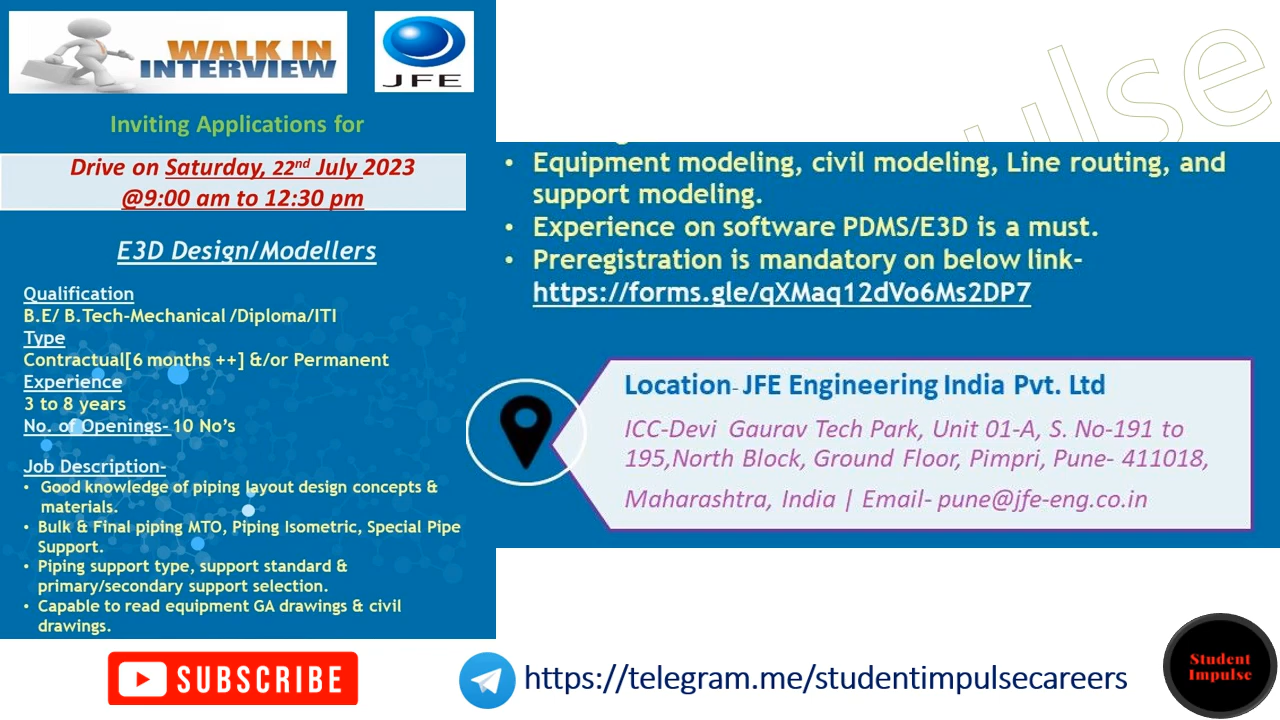 WALK IN
INTERVIEW
JFE
Inviting Applications for
Drive on Saturday, 22nd July 2023
@9:00 am to 12:30 pm
E3D Design/Modellers
Qualification
B.E/ B.Tech-Mechanical /Diploma/ITI
Type
Contractual[6 months ++] &/or Permanent
Experience
3 to 8 years
No. of Openings- 10 No's
Job Description-
• Good knowledge of piping layout design concepts &
materials.
• Bulk & Final piping MTO, Piping Isometric, Special Pipe
Support.
• Piping support type, support standard &
primary/secondary support selection.
• Capable to read equipment GA drawings & civil
drawings.
• Equipment modeling, civil modeling, Line routing, and
support modeling.
• Experience on software PDMS/E3D is a must.
• Preregistration is mandatory on below link-
https://forms.gle/qXMaq12dVo6Ms2DP7
Location- JFE Engineering India Pvt. Ltd
ICC-Devi Gaurav Tech Park, Unit 01-A, S. No-191 to
195,North Block, Ground Floor, Pimpri, Pune- 411018,
Maharashtra, India | Email- pune@jfe-eng.co.in
SUBSCRIBE
https://telegram.me/studentimpulsecareers
Student
Impulse